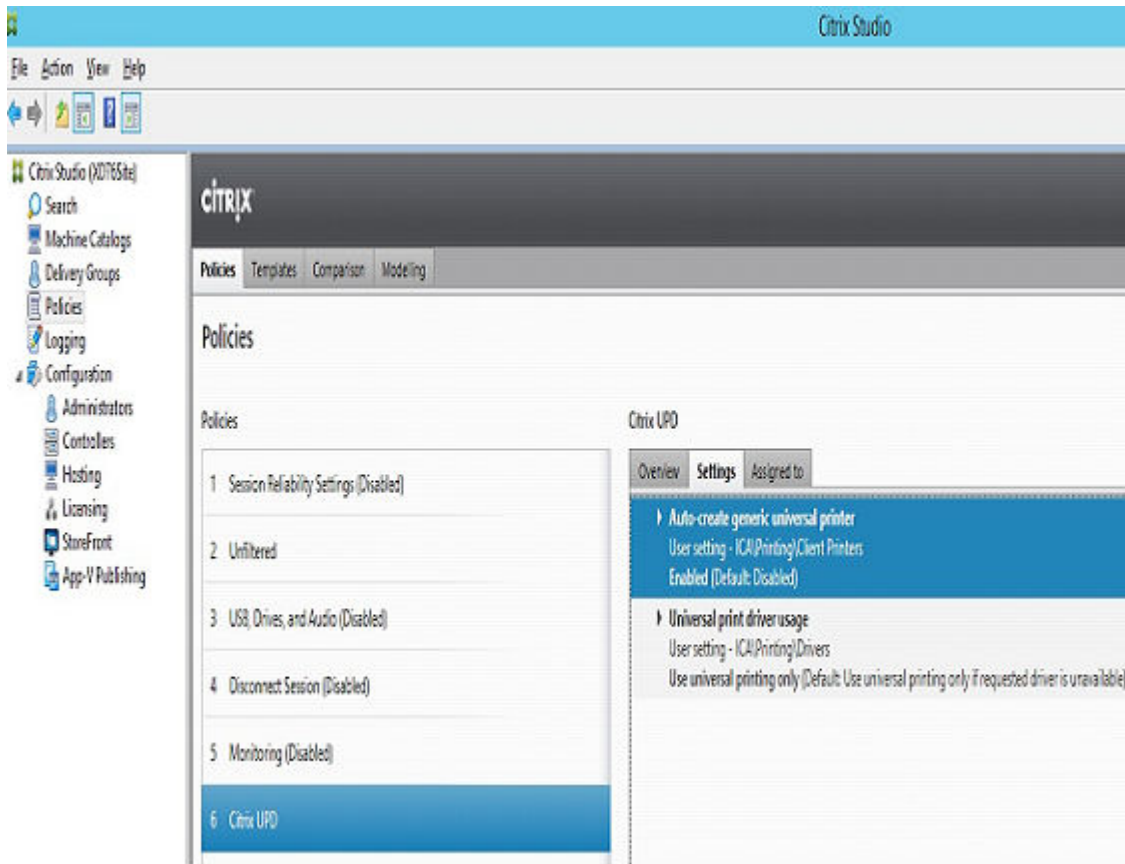 Citrix Studio
File Action View Help
Citrix Studio (XD76Site)
Search
Machine Catalogs
Delivery Groups
Policies
Logging
Configuration
Administrators
Controllers
Hosting
Licensing
StoreFront
App-V Publishing
CITRIX
Policies Templates Comparison Modelling
Policies
Policies
1 Session Reliability Settings (Disabled)
2 Unfiltered
3 USB, Drives, and Audio (Disabled)
4 Disconnect Session (Disabled)
5 Monitoring (Disabled)
6 Citrix UPD
Citrix UPD
Overview Settings Assigned to
Auto-create generic universal printer
User setting - ICA\Printing\Client Printers
Enabled (Default: Disabled)
Universal print driver usage
User setting - ICA\Printing\Drivers
Use universal printing only (Default: Use universal printing only if requested driver is unavailable)